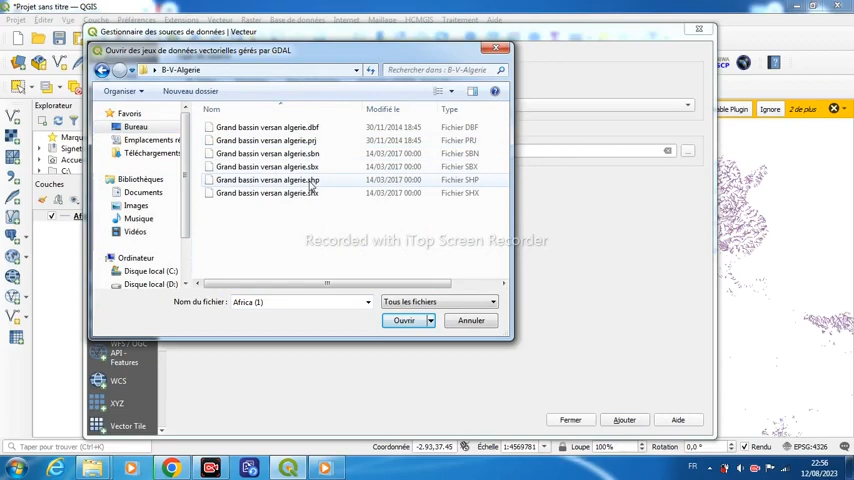 *Projet sans titre — QGIS
Projet Éditer Vue Couche Préférences Extensions Vecteur Raster Base de données Internet Maillage HCMGIS Traitement Aide
Gestionnaire des sources de données | Vecteur
Ouvrir des jeux de données vectorielles gérés par GDAL
B-V-Algerie
Rechercher dans : B-V-Algerie
Organiser Nouveau dossier
Favoris
Bureau
Emplacements ré
Téléchargements
Bibliothèques
Documents
Images
Musique
Vidéos
Ordinateur
Disque local (C:)
Disque local (D:)
Nom Modifié le Type
Grand bassin versan algerie.dbf 30/11/2014 18:45 Fichier DBF
Grand bassin versan algerie.prj 30/11/2014 18:45 Fichier PRJ
Grand bassin versan algerie.sbn 14/03/2017 00:00 Fichier SBN
Grand bassin versan algerie.sbx 14/03/2017 00:00 Fichier SBX
Grand bassin versan algerie.shp 14/03/2017 00:00 Fichier SHP
Grand bassin versan algerie.shx 14/03/2017 00:00 Fichier SHX
Recorded with iTop Screen Recorder
Nom du fichier : Africa (1) Tous les fichiers
Ouvrir Annuler
Explorateur
Marqu
Secteu
Accue
Couches
able Plugin Ignore 2 de plus
GCP
WFS / OGC
API -
Features
WCS
XYZ
Vector Tile
Fermer Ajouter Aide
Taper pour trouver (Ctrl+K) Coordonnée -2.93,37.45 Échelle 1:4569781 Loupe 100% Rotation 0,0 ° Rendu EPSG:4326
FR 22:56
12/08/2023